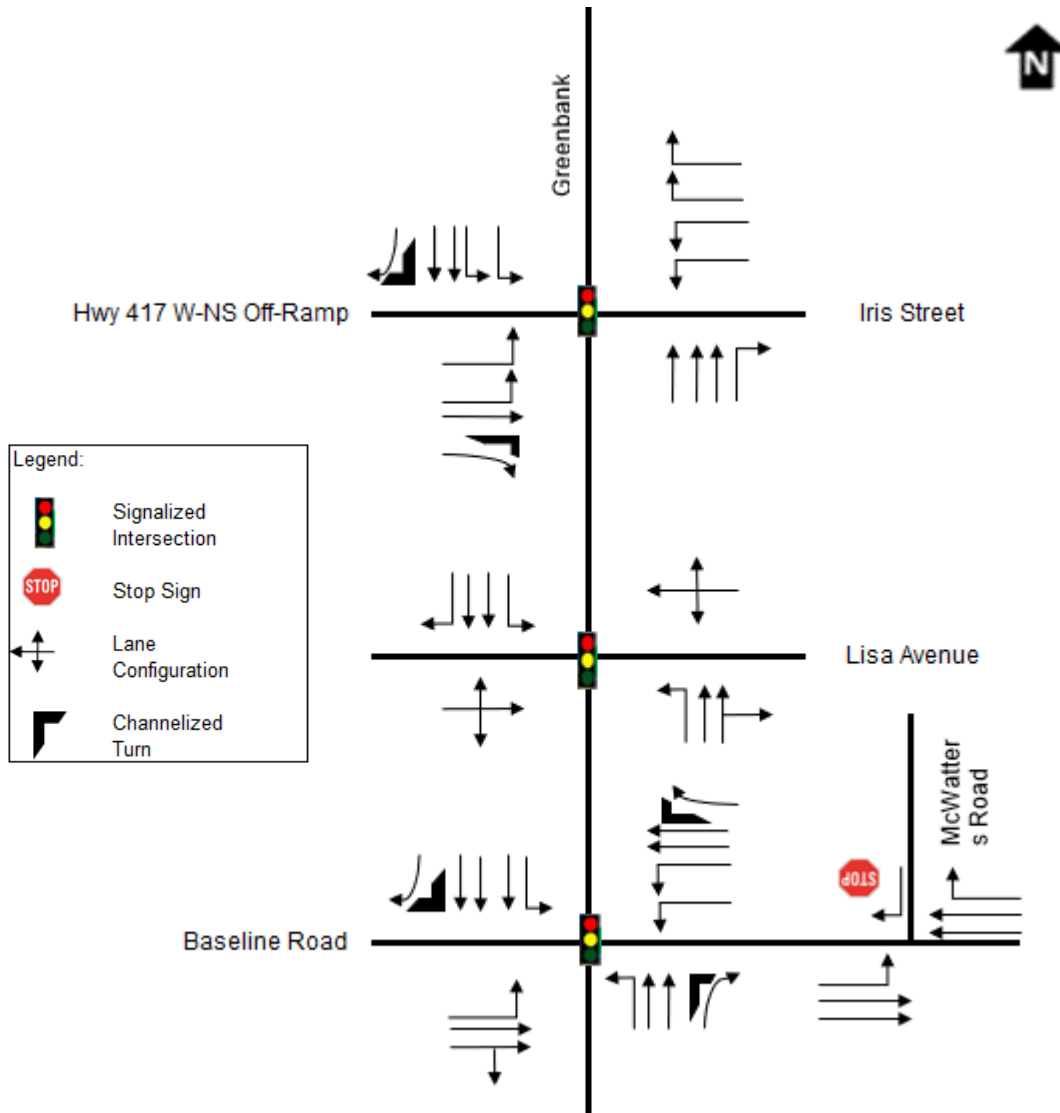 N
Greenbank
Hwy 417 W-NS Off-Ramp
Iris Street
Legend:
Signalized
Intersection
STOP
Stop Sign
Lane
Configuration
Channelized
Turn
Lisa Avenue
McWatter
s Road
STOP
Baseline Road